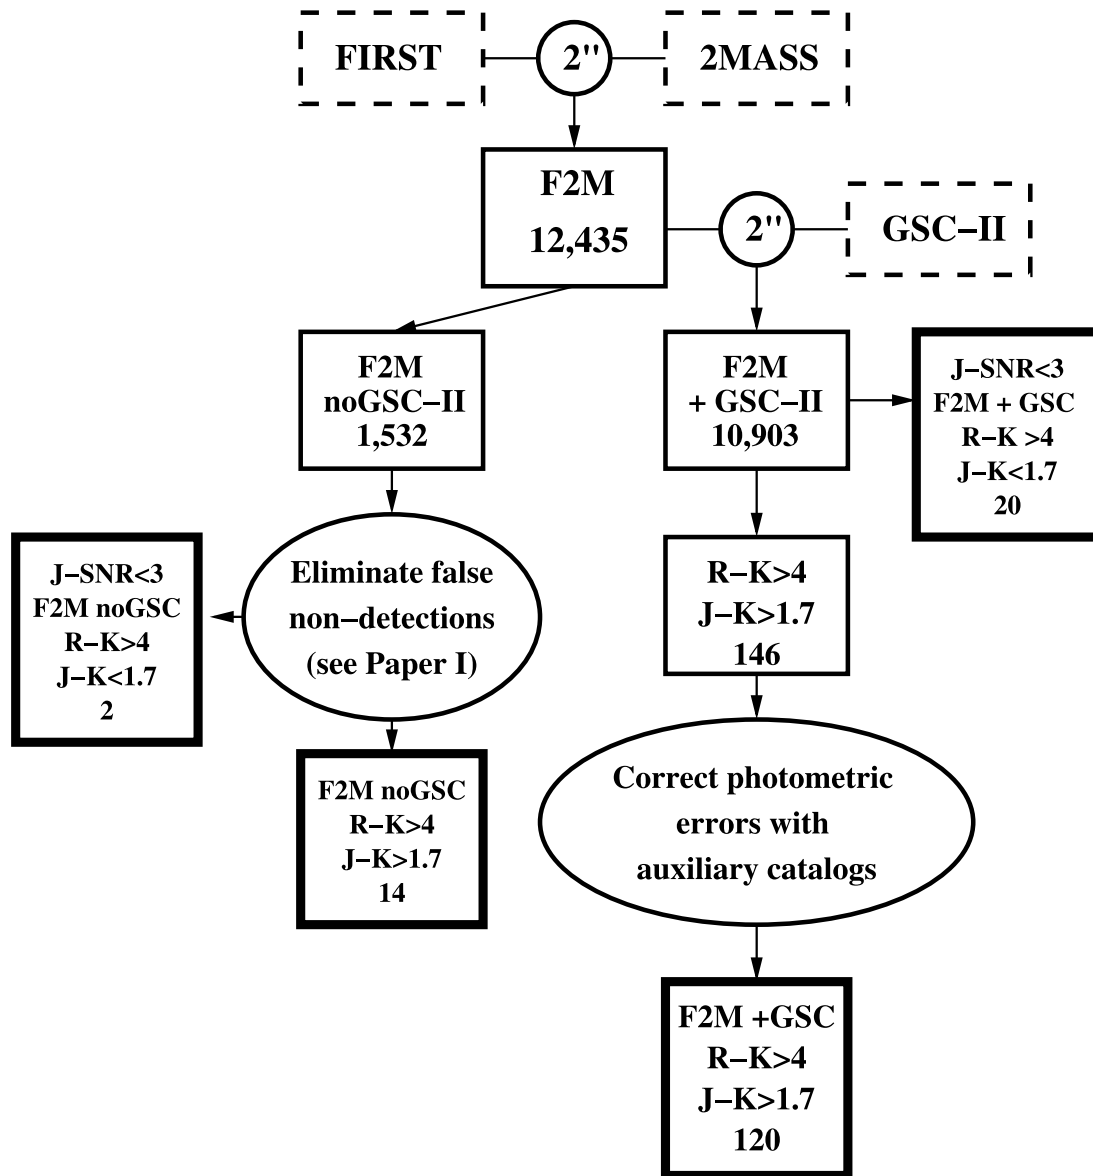 FIRST
2"
2MASS
F2M
12,435
2"
GSC–II
F2M
noGSC–II
1,532
F2M
+ GSC–II
10,903
J–SNR<3
F2M + GSC
R–K >4
J–K<1.7
20
J–SNR<3
F2M noGSC
R–K>4
J–K<1.7
2
Eliminate false
non–detections
(see Paper I)
R–K>4
J–K>1.7
146
F2M noGSC
R–K>4
J–K>1.7
14
Correct photometric
errors with
auxiliary catalogs
F2M +GSC
R–K>4
J–K>1.7
120